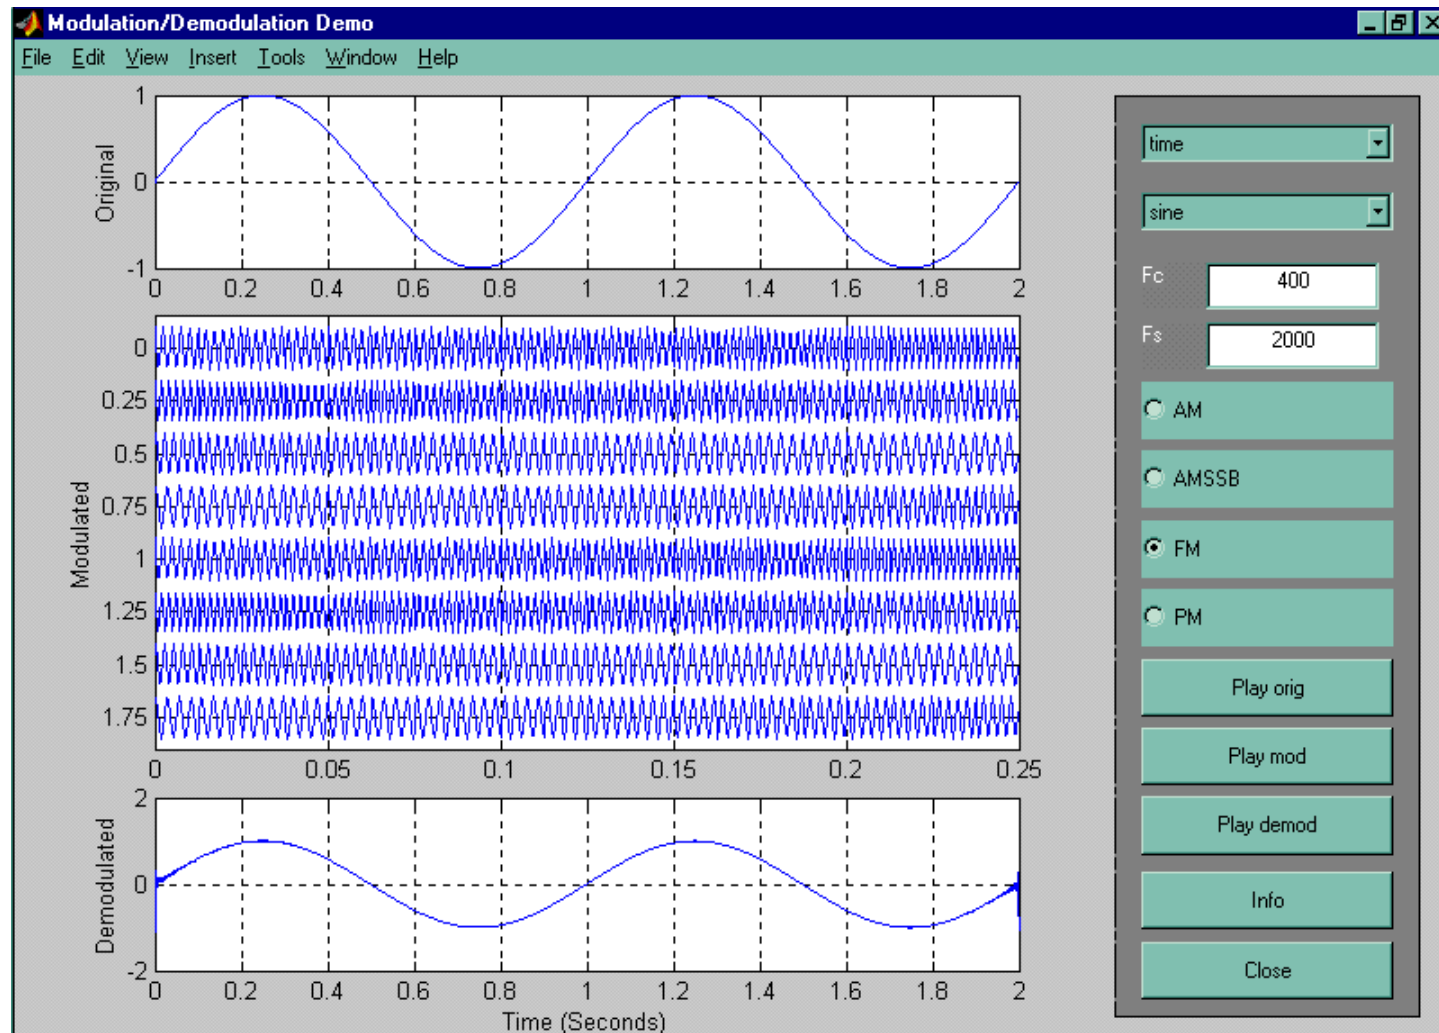 Modulation/Demodulation Demo
File Edit View Insert Tools Window Help
Original
1
0
-1
0 0.2 0.4 0.6 0.8 1 1.2 1.4 1.6 1.8 2
Modulated
0
0.25
0.5
0.75
1
1.25
1.5
1.75
0 0.05 0.1 0.15 0.2 0.25
Demodulated
2
0
-2
0 0.2 0.4 0.6 0.8 1 1.2 1.4 1.6 1.8 2
Time (Seconds)
time
sine
Fc 400
Fs 2000
AM
AMSSB
FM
PM
Play orig
Play mod
Play demod
Info
Close